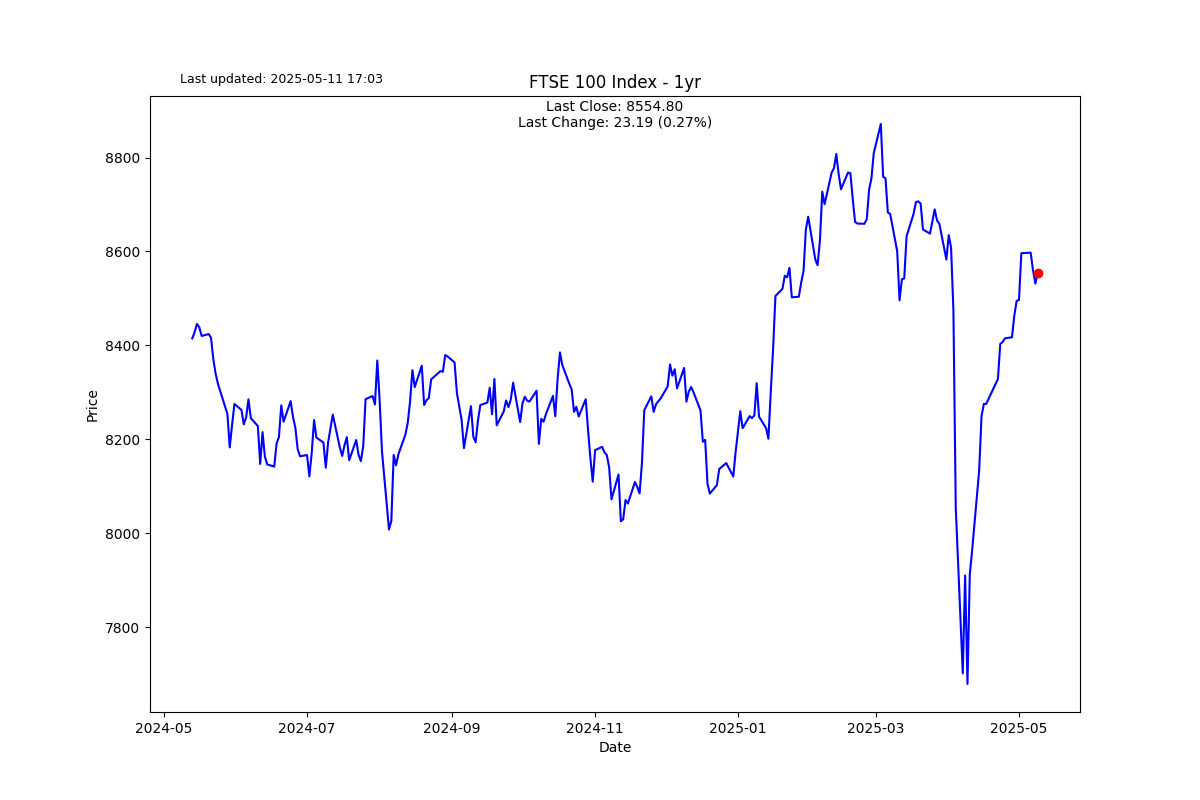 Last updated: 2025-05-11 17:03
FTSE 100 Index - 1yr
Last Close: 8554.80
Last Change: 23.19 (0.27%)
8800
8600
8400
8200
8000
7800
Price
2024-05
2024-07
2024-09
2024-11
2025-01
2025-03
2025-05
Date